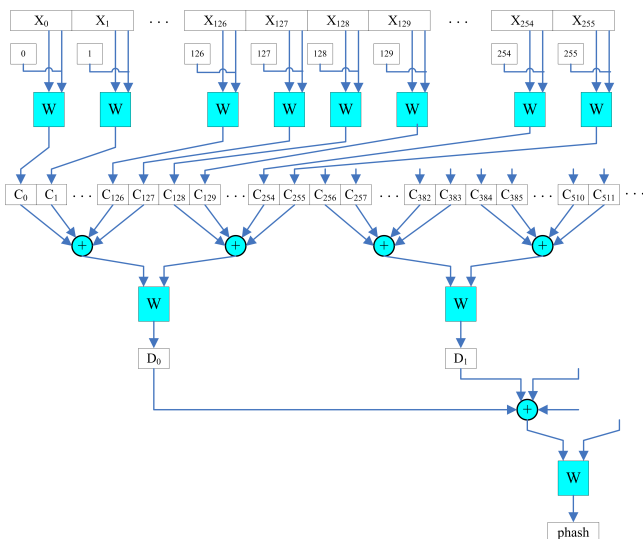 X0 X1 . . . X126 X127 X128 X129 . . . X254 X255
0 1 126 127 128 129 254 255
W W W W W W W W
C0 C1 . . . C126 C127 C128 C129 . . . C254 C255 C256 C257 . . . C382 C383 C384 C385 . . . C510 C511 . . .
+ + + +
W W
D0 D1
+
W
phash